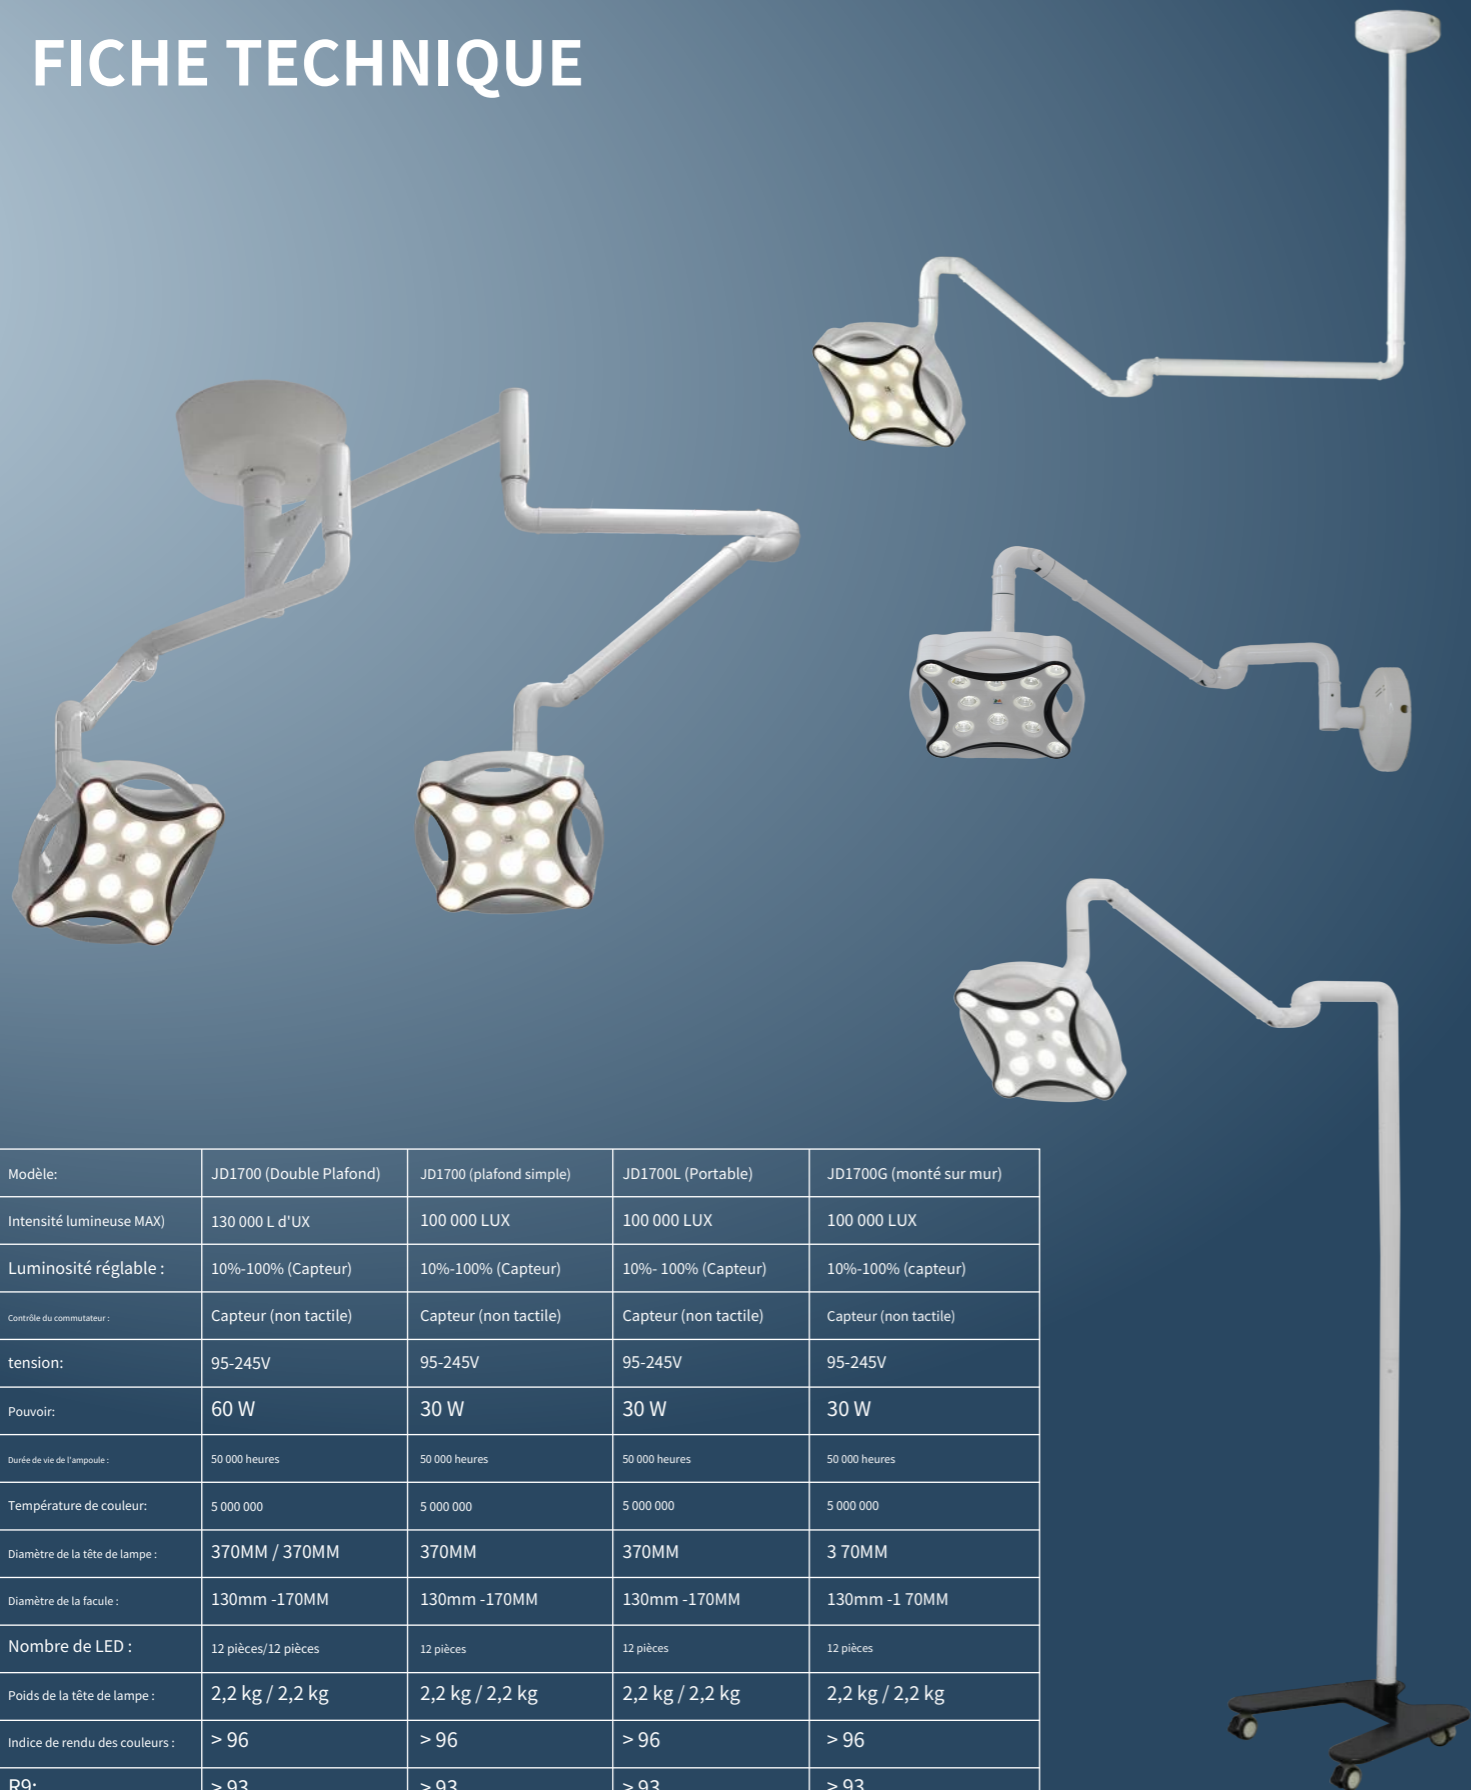 FICHE TECHNIQUE
Modèle: JD1700 (Double Plafond) JD1700 (plafond simple) JD1700L (Portable) JD1700G (monté sur mur)
Intensité lumineuse MAX) 130 000 L d'UX 100 000 LUX 100 000 LUX 100 000 LUX
Luminosité réglable : 10%-100% (Capteur) 10%-100% (Capteur) 10%- 100% (Capteur) 10%-100% (capteur)
Contrôle du commutateur : Capteur (non tactile) Capteur (non tactile) Capteur (non tactile) Capteur (non tactile)
tension: 95-245V 95-245V 95-245V 95-245V
Pouvoir: 60 W 30 W 30 W 30 W
Durée de vie de l'ampoule : 50 000 heures 50 000 heures 50 000 heures 50 000 heures
Température de couleur: 5 000 000 5 000 000 5 000 000 5 000 000
Diamètre de la tête de lampe : 370MM / 370MM 370MM 370MM 3 70MM
Diamètre de la facule : 130mm -170MM 130mm -170MM 130mm -170MM 130mm -1 70MM
Nombre de LED : 12 pièces/12 pièces 12 pièces 12 pièces 12 pièces
Poids de la tête de lampe : 2,2 kg / 2,2 kg 2,2 kg / 2,2 kg 2,2 kg / 2,2 kg 2,2 kg / 2,2 kg
Indice de rendu des couleurs : > 96 > 96 > 96 > 96
R9: > 93 > 93 > 93 > 93